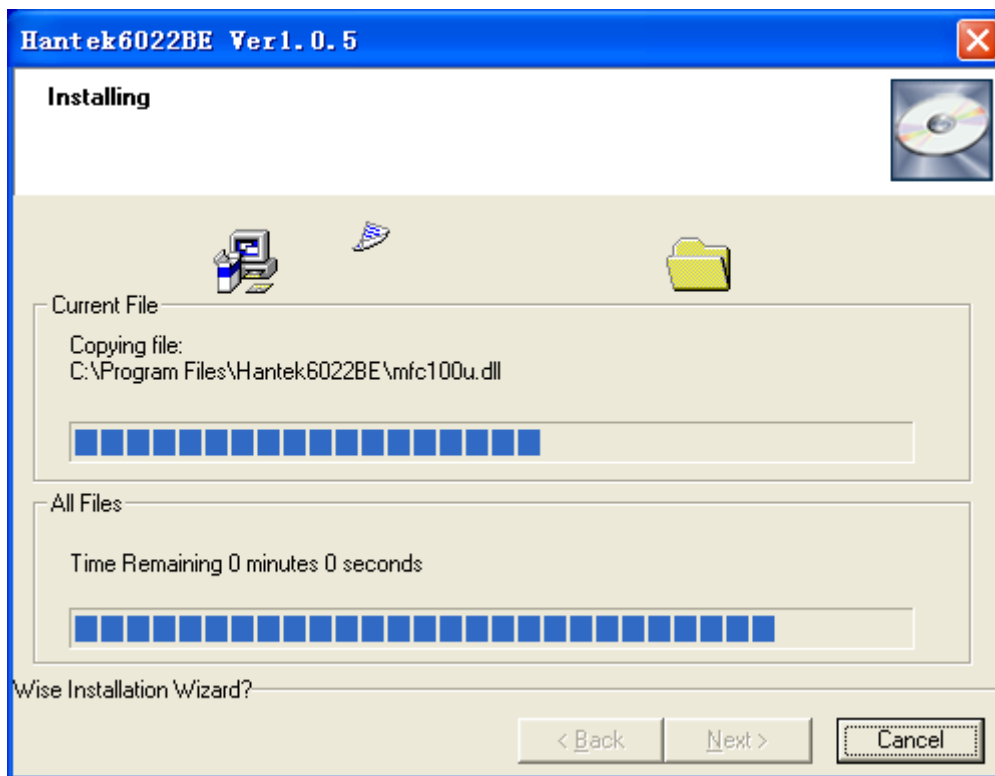 Hantek6022BE Ver1.0.5
Installing
Current File
Copying file:
C:\Program Files\Hantek6022BE\mfc100u.dll
All Files
Time Remaining 0 minutes 0 seconds
Wise Installation Wizard?
< Back Next > Cancel